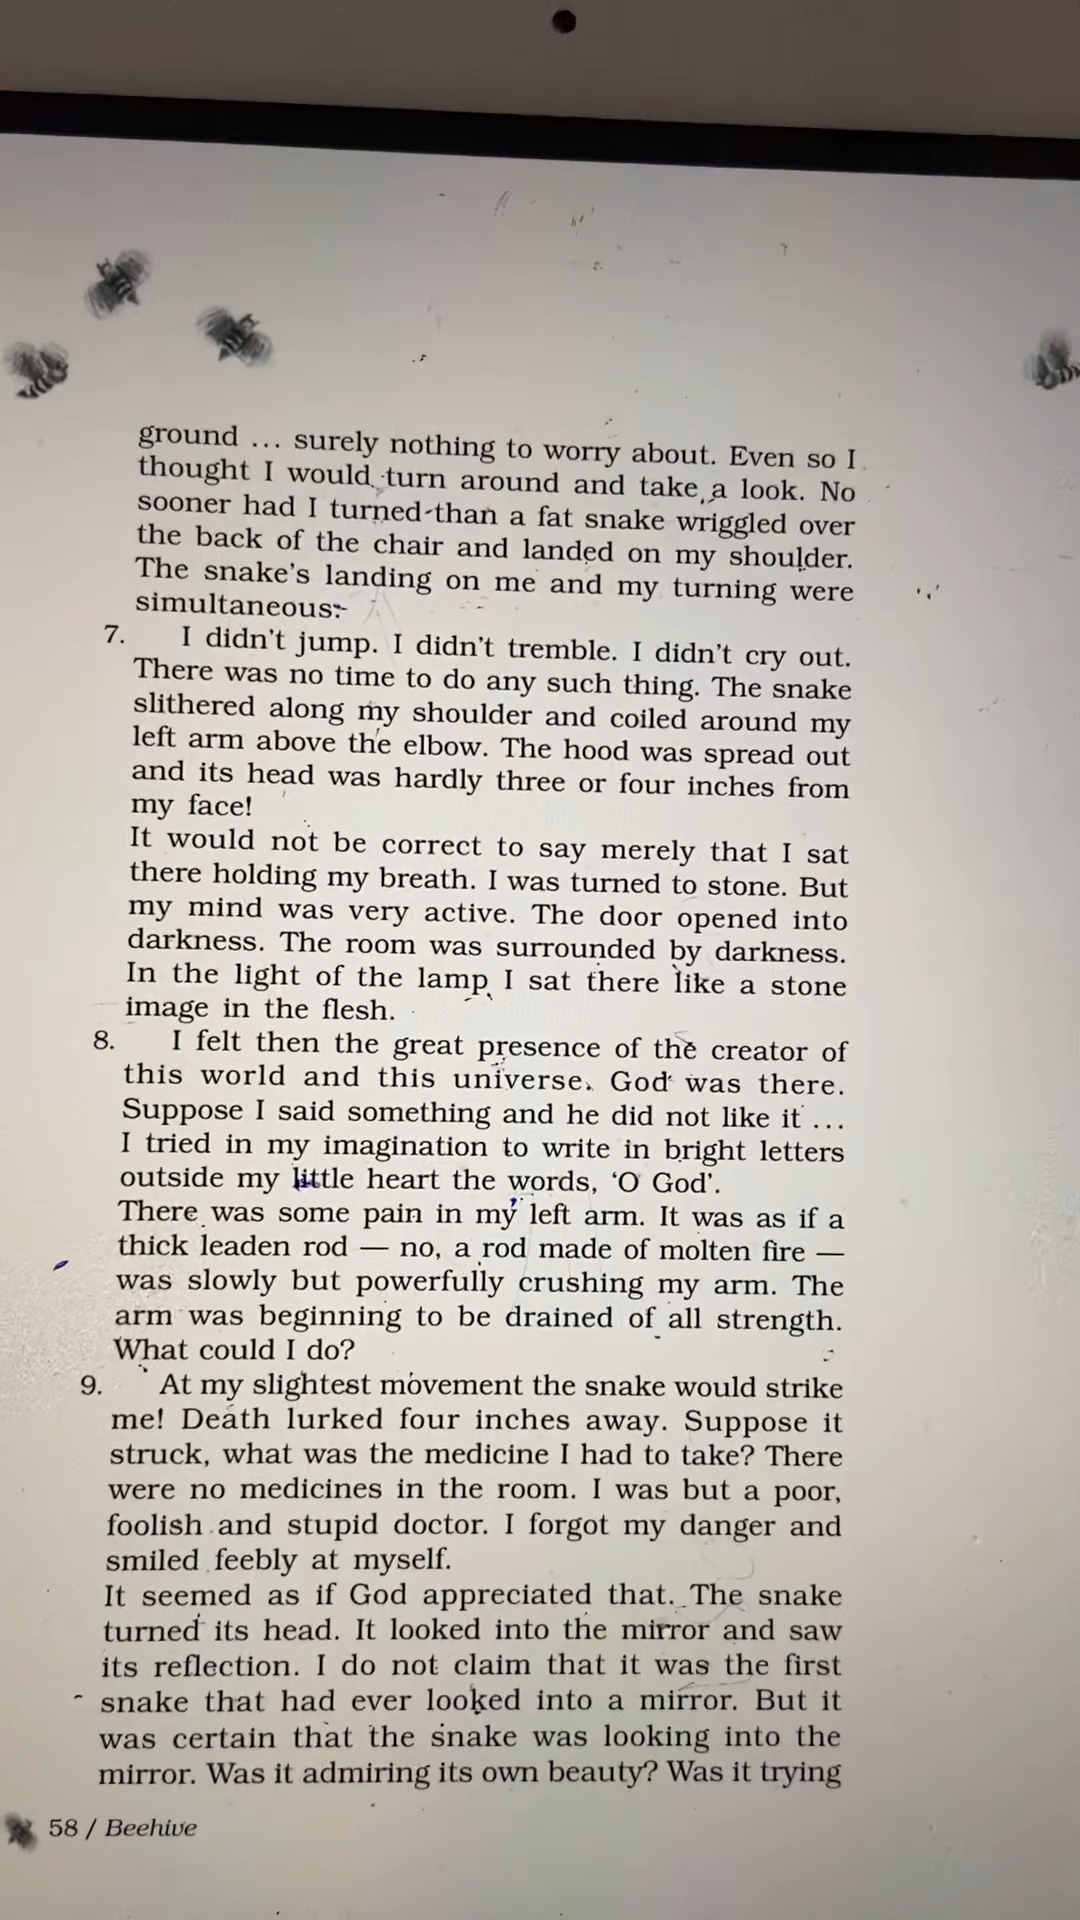 ground ... surely nothing to worry about. Even so I
thought I would turn around and take a look. No
sooner had I turned than a fat snake wriggled over
the back of the chair and landed on my shoulder.
The snake's landing on me and my turning were
simultaneous.
7. I didn't jump. I didn't tremble. I didn't cry out.
There was no time to do any such thing. The snake
slithered along my shoulder and coiled around my
left arm above the elbow. The hood was spread out
and its head was hardly three or four inches from
my face!
It would not be correct to say merely that I sat
there holding my breath. I was turned to stone. But
my mind was very active. The door opened into
darkness. The room was surrounded by darkness.
In the light of the lamp I sat there like a stone
image in the flesh.
8. I felt then the great presence of the creator of
this world and this universe. God was there.
Suppose I said something and he did not like it ...
I tried in my imagination to write in bright letters
outside my little heart the words, ‘O God’.
There was some pain in my left arm. It was as if a
thick leaden rod — no, a rod made of molten fire —
was slowly but powerfully crushing my arm. The
arm was beginning to be drained of all strength.
What could I do?
9. At my slightest movement the snake would strike
me! Death lurked four inches away. Suppose it
struck, what was the medicine I had to take? There
were no medicines in the room. I was but a poor,
foolish and stupid doctor. I forgot my danger and
smiled feebly at myself.
It seemed as if God appreciated that. The snake
turned its head. It looked into the mirror and saw
its reflection. I do not claim that it was the first
snake that had ever looked into a mirror. But it
was certain that the snake was looking into the
mirror. Was it admiring its own beauty? Was it trying
58 / Beehive